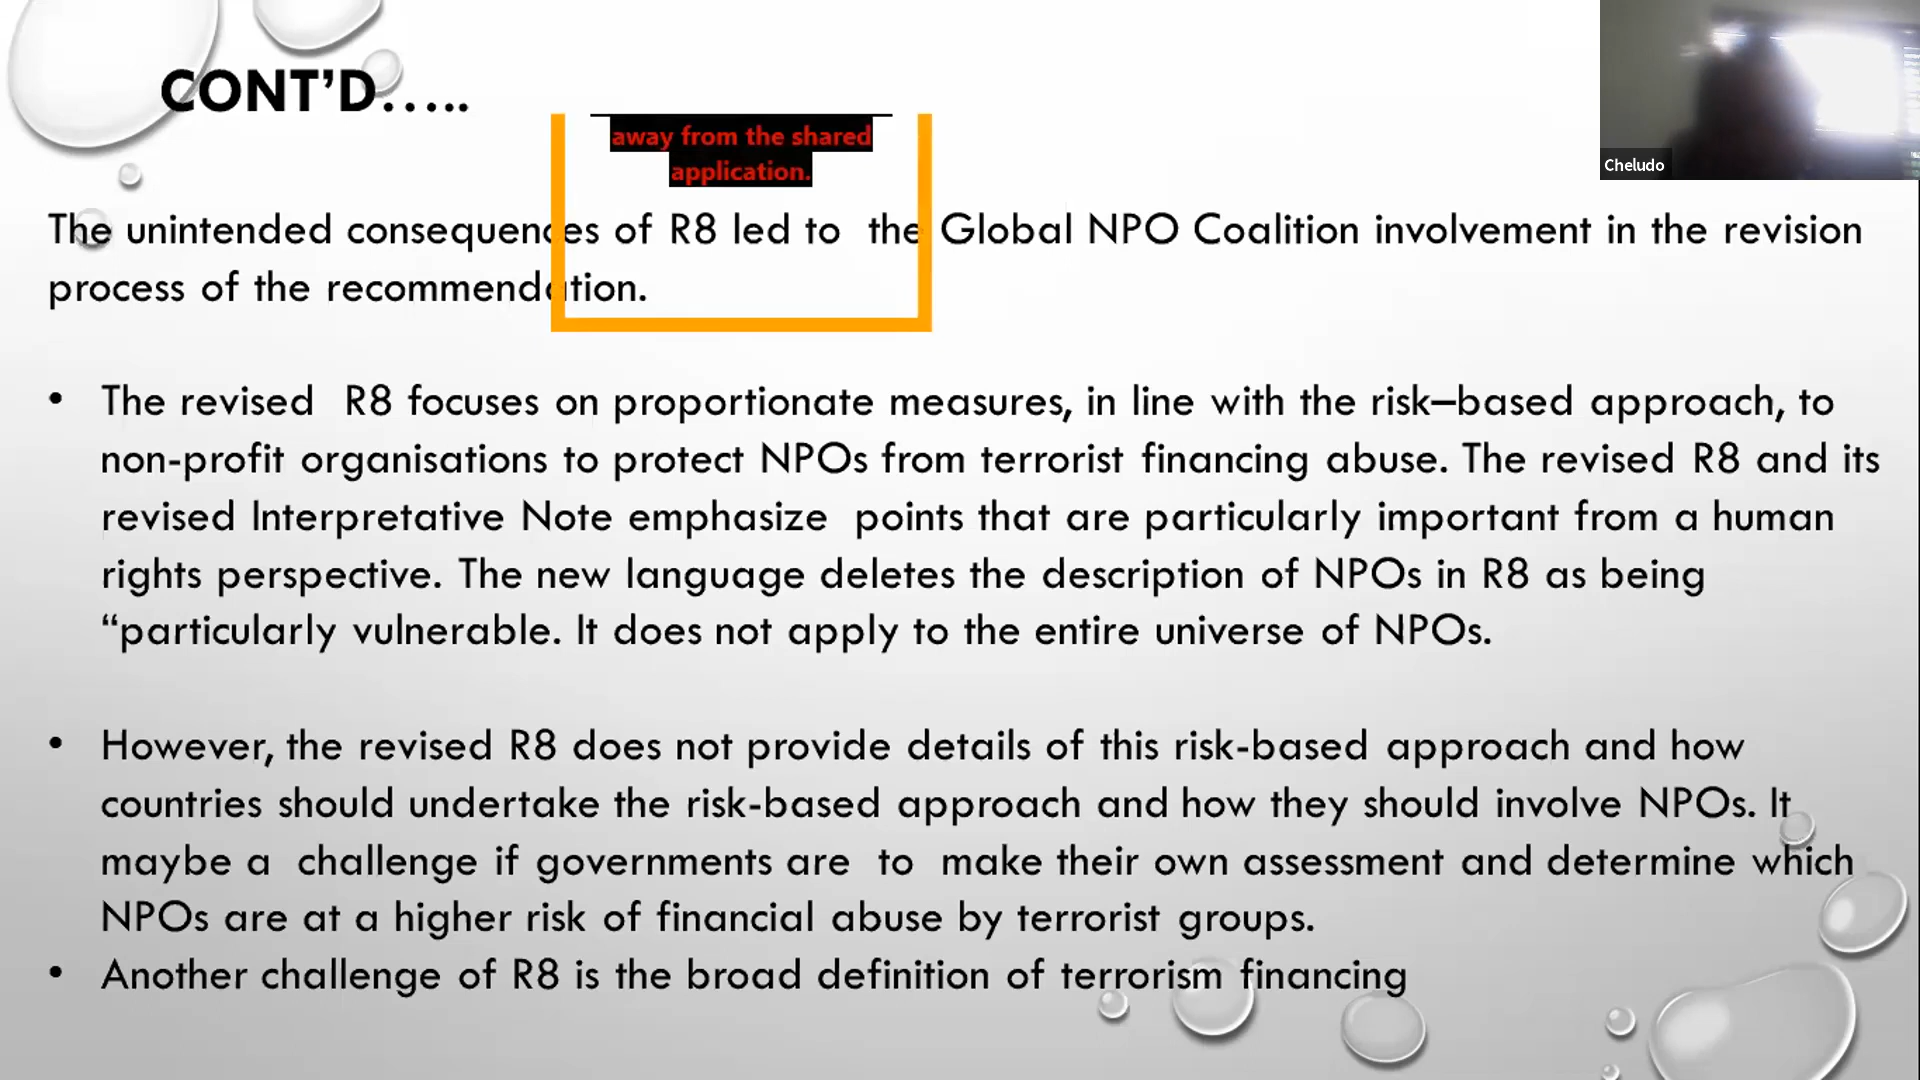 CONT’D…..
Cheludo
away from the shared
application.
The unintended consequences of R8 led to the Global NPO Coalition involvement in the revision
process of the recommendation.
• The revised R8 focuses on proportionate measures, in line with the risk–based approach, to
non-profit organisations to protect NPOs from terrorist financing abuse. The revised R8 and its
revised Interpretative Note emphasize points that are particularly important from a human
rights perspective. The new language deletes the description of NPOs in R8 as being
“particularly vulnerable. It does not apply to the entire universe of NPOs.
• However, the revised R8 does not provide details of this risk-based approach and how
countries should undertake the risk-based approach and how they should involve NPOs. It
maybe a challenge if governments are to make their own assessment and determine which
NPOs are at a higher risk of financial abuse by terrorist groups.
• Another challenge of R8 is the broad definition of terrorism financing